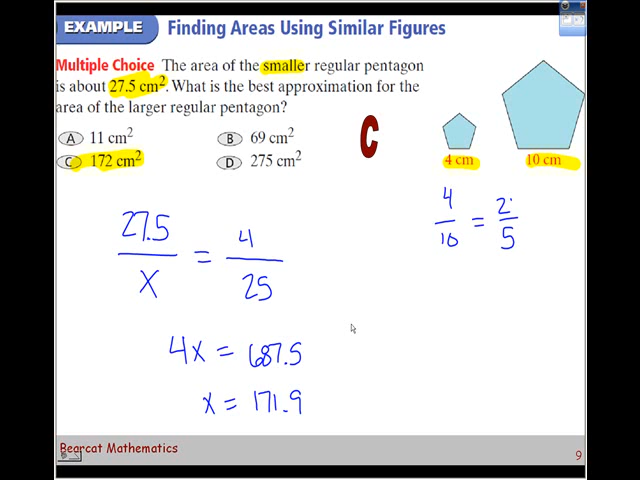 EXAMPLE Finding Areas Using Similar Figures
Multiple Choice The area of the smaller regular pentagon
is about 27.5 cm². What is the best approximation for the
area of the larger regular pentagon?
A 11 cm² B 69 cm²
C 172 cm² D 275 cm²
C
4 cm 10 cm
4/10 = 2/5
27.5/x = 4/25
4x = 687.5
x = 171.9
Bearcat Mathematics
9